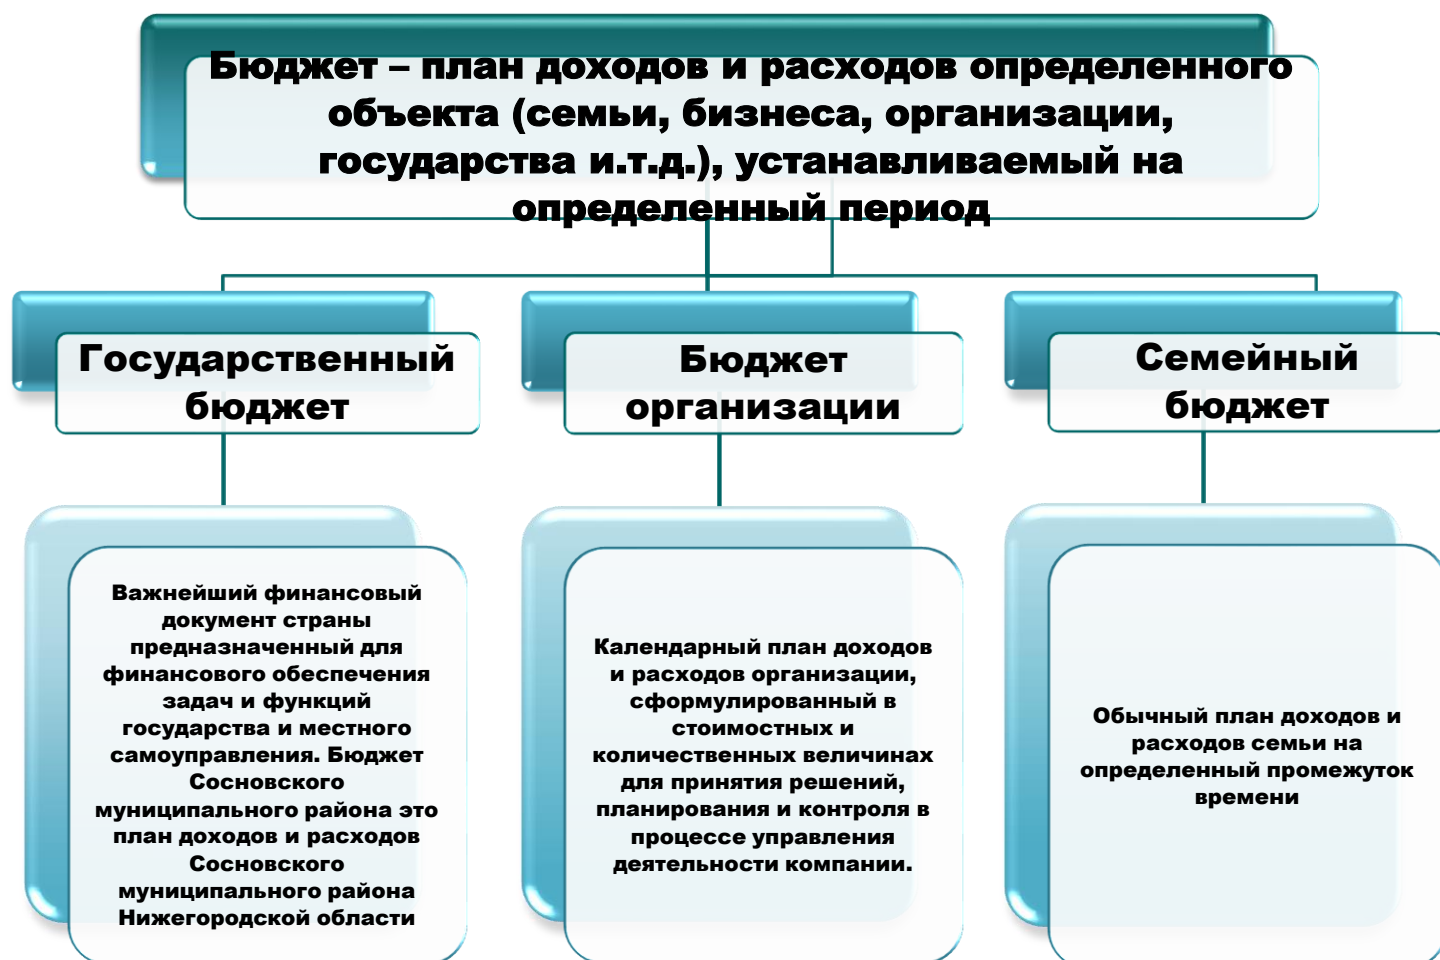 Бюджет – план доходов и расходов определенного
объекта (семьи, бизнеса, организации,
государства и.т.д.), устанавливаемый на
определенный период
Государственный
бюджет
Бюджет
организации
Семейный
бюджет
Важнейший финансовый
документ страны
предназначенный для
финансового обеспечения
задач и функций
государства и местного
самоуправления. Бюджет
Сосновского
муниципального района это
план доходов и расходов
Сосновского
муниципального района
Нижегородской области
Календарный план доходов
и расходов организации,
сформулированный в
стоимостных и
количественных величинах
для принятия решений,
планирования и контроля в
процессе управления
деятельности компании.
Обычный план доходов и
расходов семьи на
определенный промежуток
времени